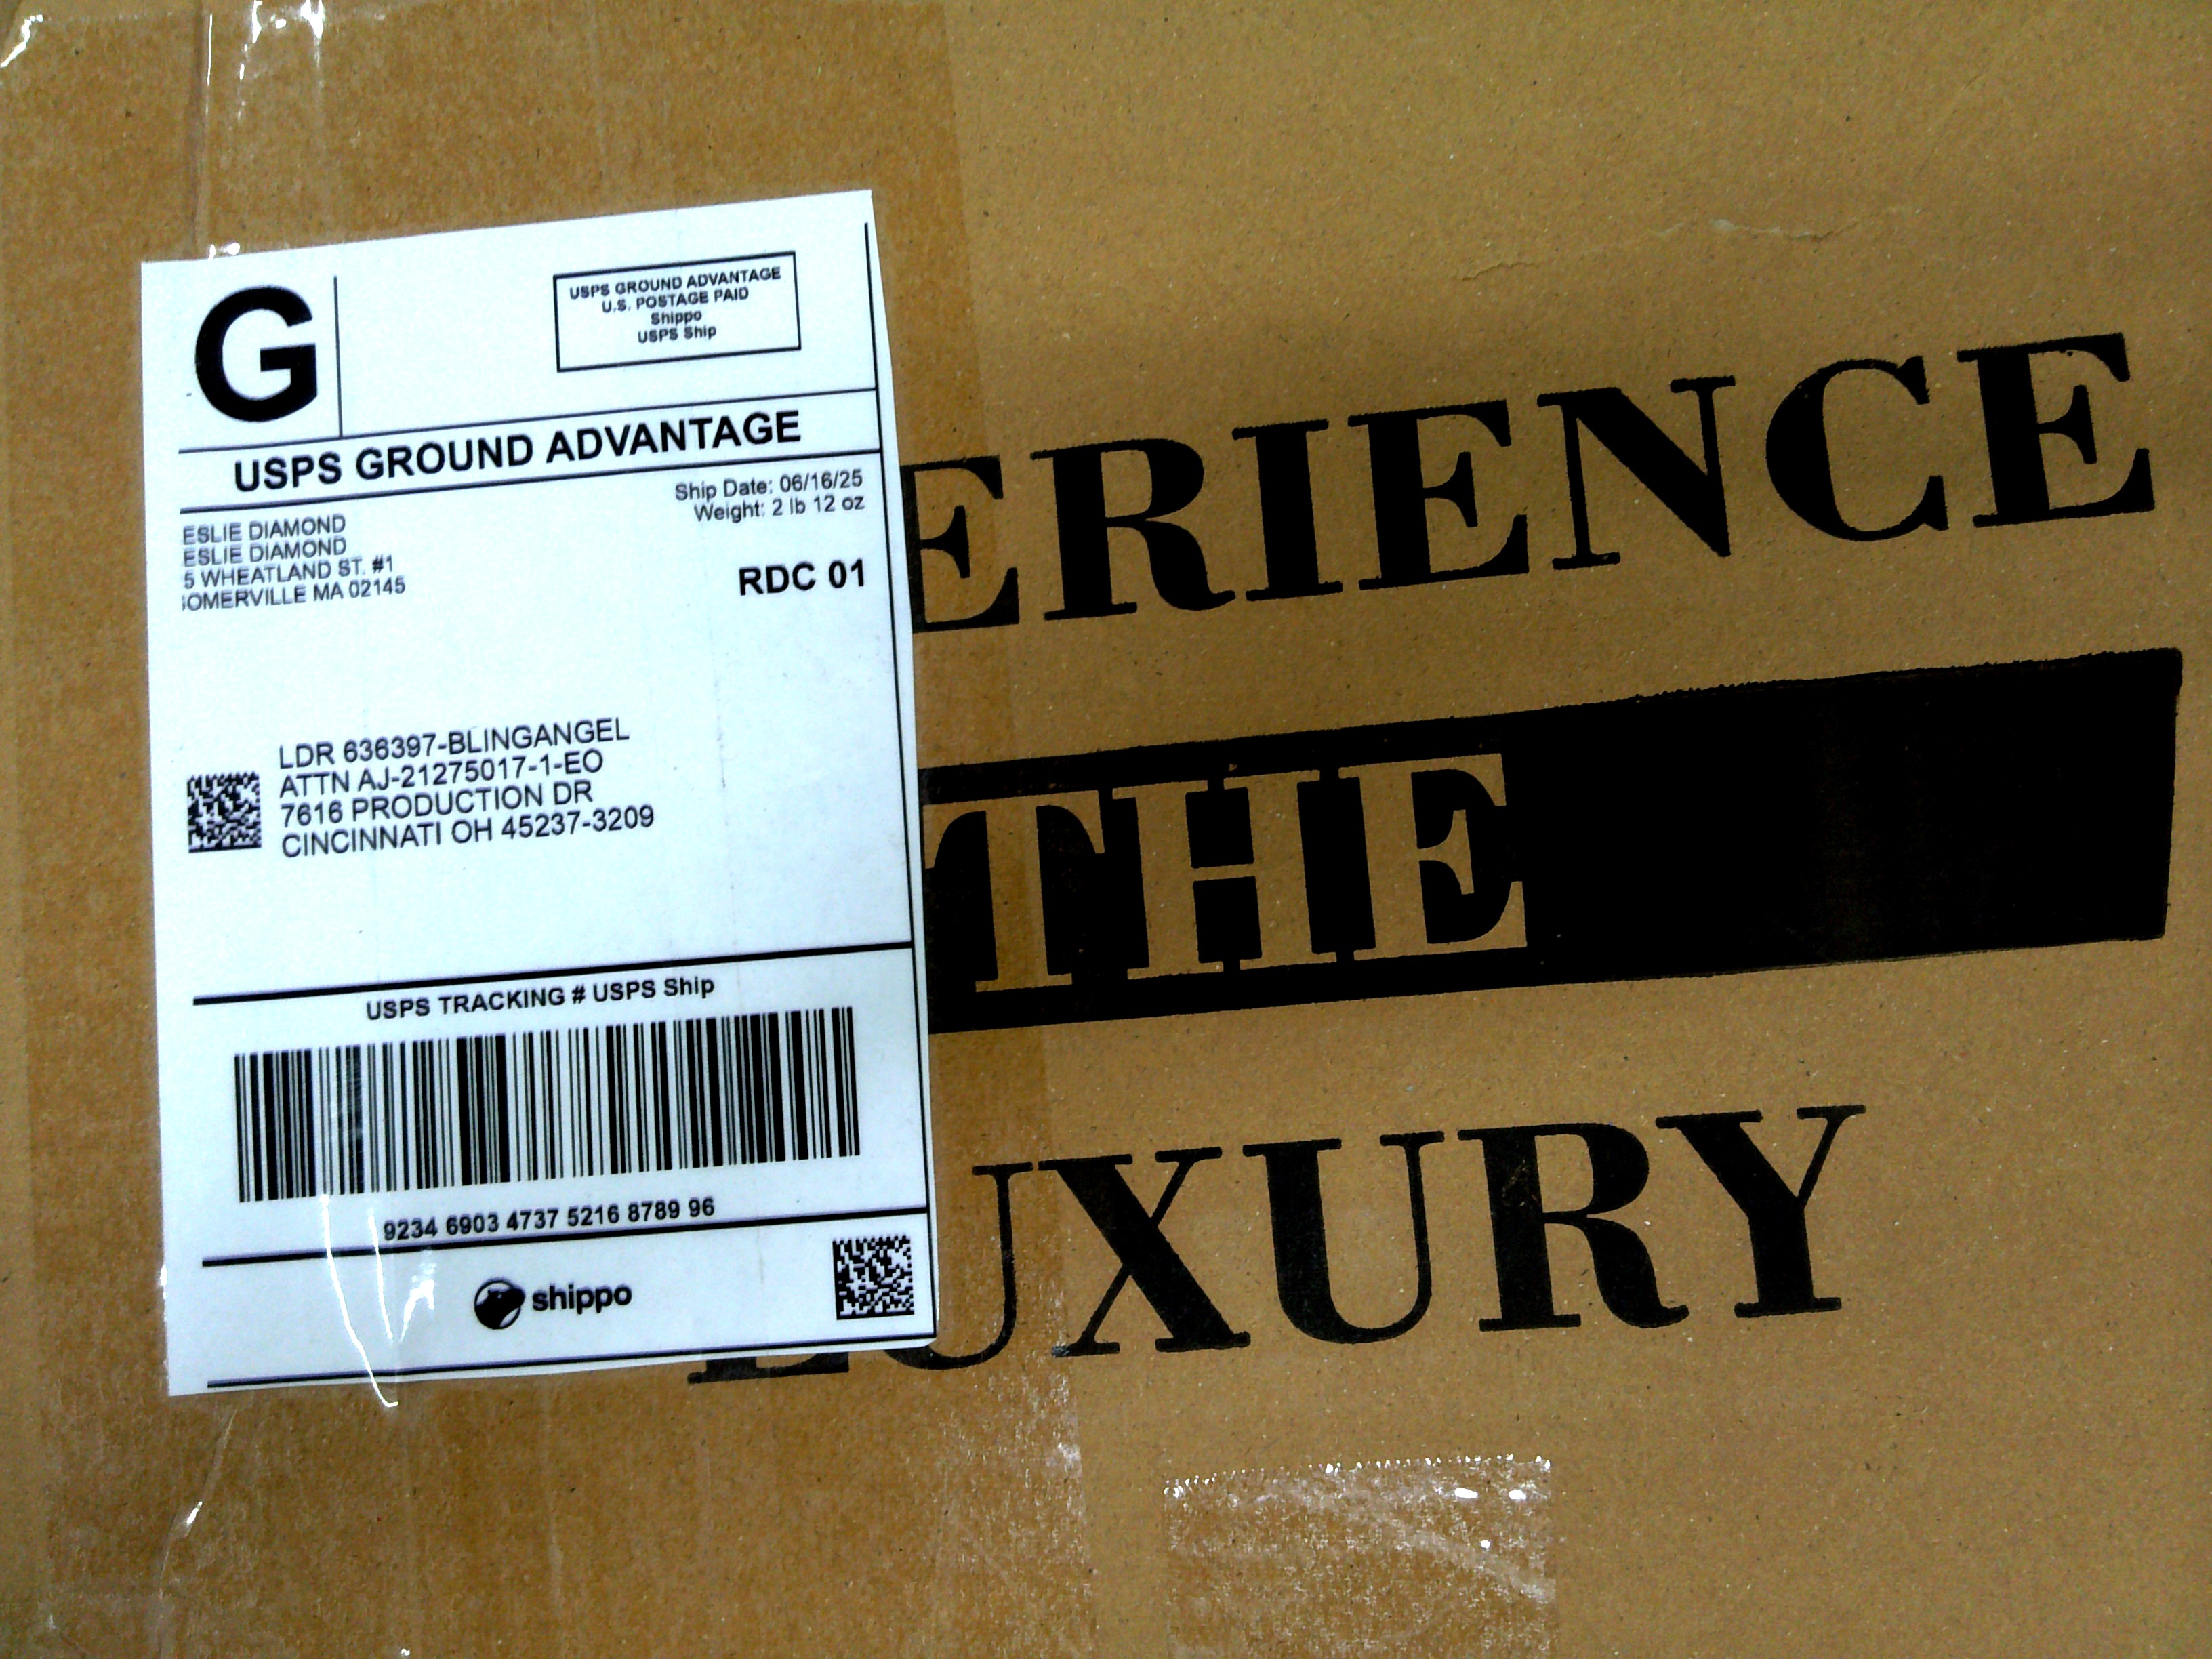 G
USPS GROUND ADVANTAGE
U.S. POSTAGE PAID
Shippo
USPS Ship
USPS GROUND ADVANTAGE
Ship Date: 06/16/25
Weight: 2 lb 12 oz
ESLIE DIAMOND
ESLIE DIAMOND
5 WHEATLAND ST. #1
OMERVILLE MA 02145
RDC 01
LDR 636397-BLINGANGEL
ATTN AJ-21275017-1-EO
7616 PRODUCTION DR
CINCINNATI OH 45237-3209
USPS TRACKING # USPS Ship
9234 6903 4737 5216 8789 96
shippo
ERIENCE
THE
LUXURY